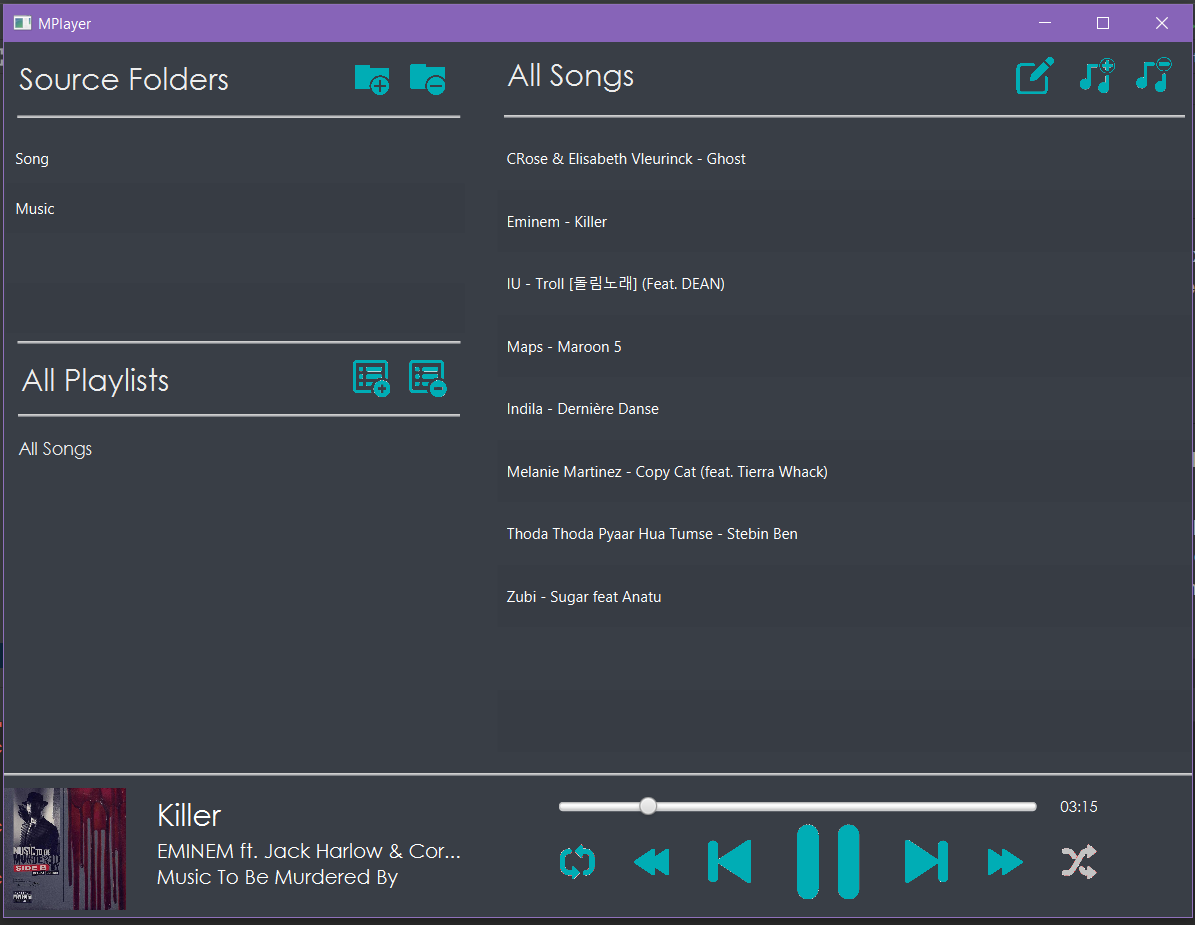 MPlayer
Source Folders
Song
Music
All Playlists
All Songs
All Songs
CRose & Elisabeth Vleurinck - Ghost
Eminem - Killer
IU - Troll [돌림노래] (Feat. DEAN)
Maps - Maroon 5
Indila - Dernière Danse
Melanie Martinez - Copy Cat (feat. Tierra Whack)
Thoda Thoda Pyaar Hua Tumse - Stebin Ben
Zubi - Sugar feat Anatu
MUSIC TO BE
MURDERED BY
SIDE B
Killer
EMINEM ft. Jack Harlow & Cor...
Music To Be Murdered By
03:15